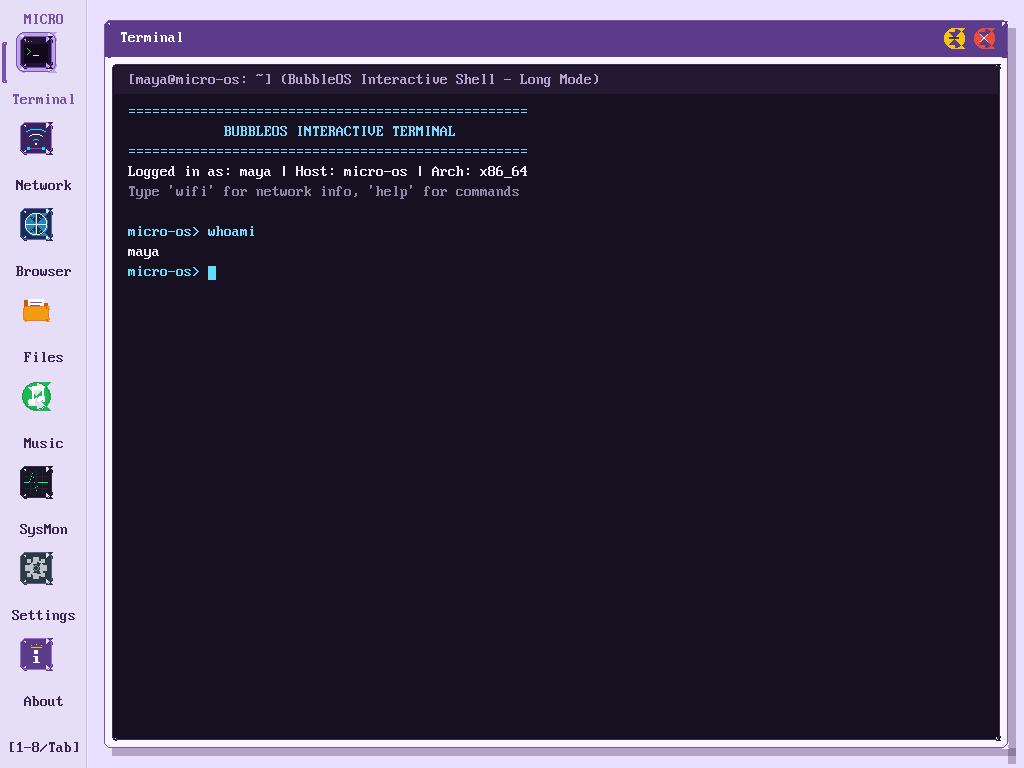 MICRO
Terminal
Network
Browser
Files
Music
SysMon
Settings
About
[1-8/Tab]
Terminal
[maya@micro-os: ~] (BubbleOS Interactive Shell - Long Mode)
==================================================
BUBBLEOS INTERACTIVE TERMINAL
==================================================
Logged in as: maya | Host: micro-os | Arch: x86_64
Type 'wifi' for network info, 'help' for commands
micro-os> whoami
maya
micro-os>